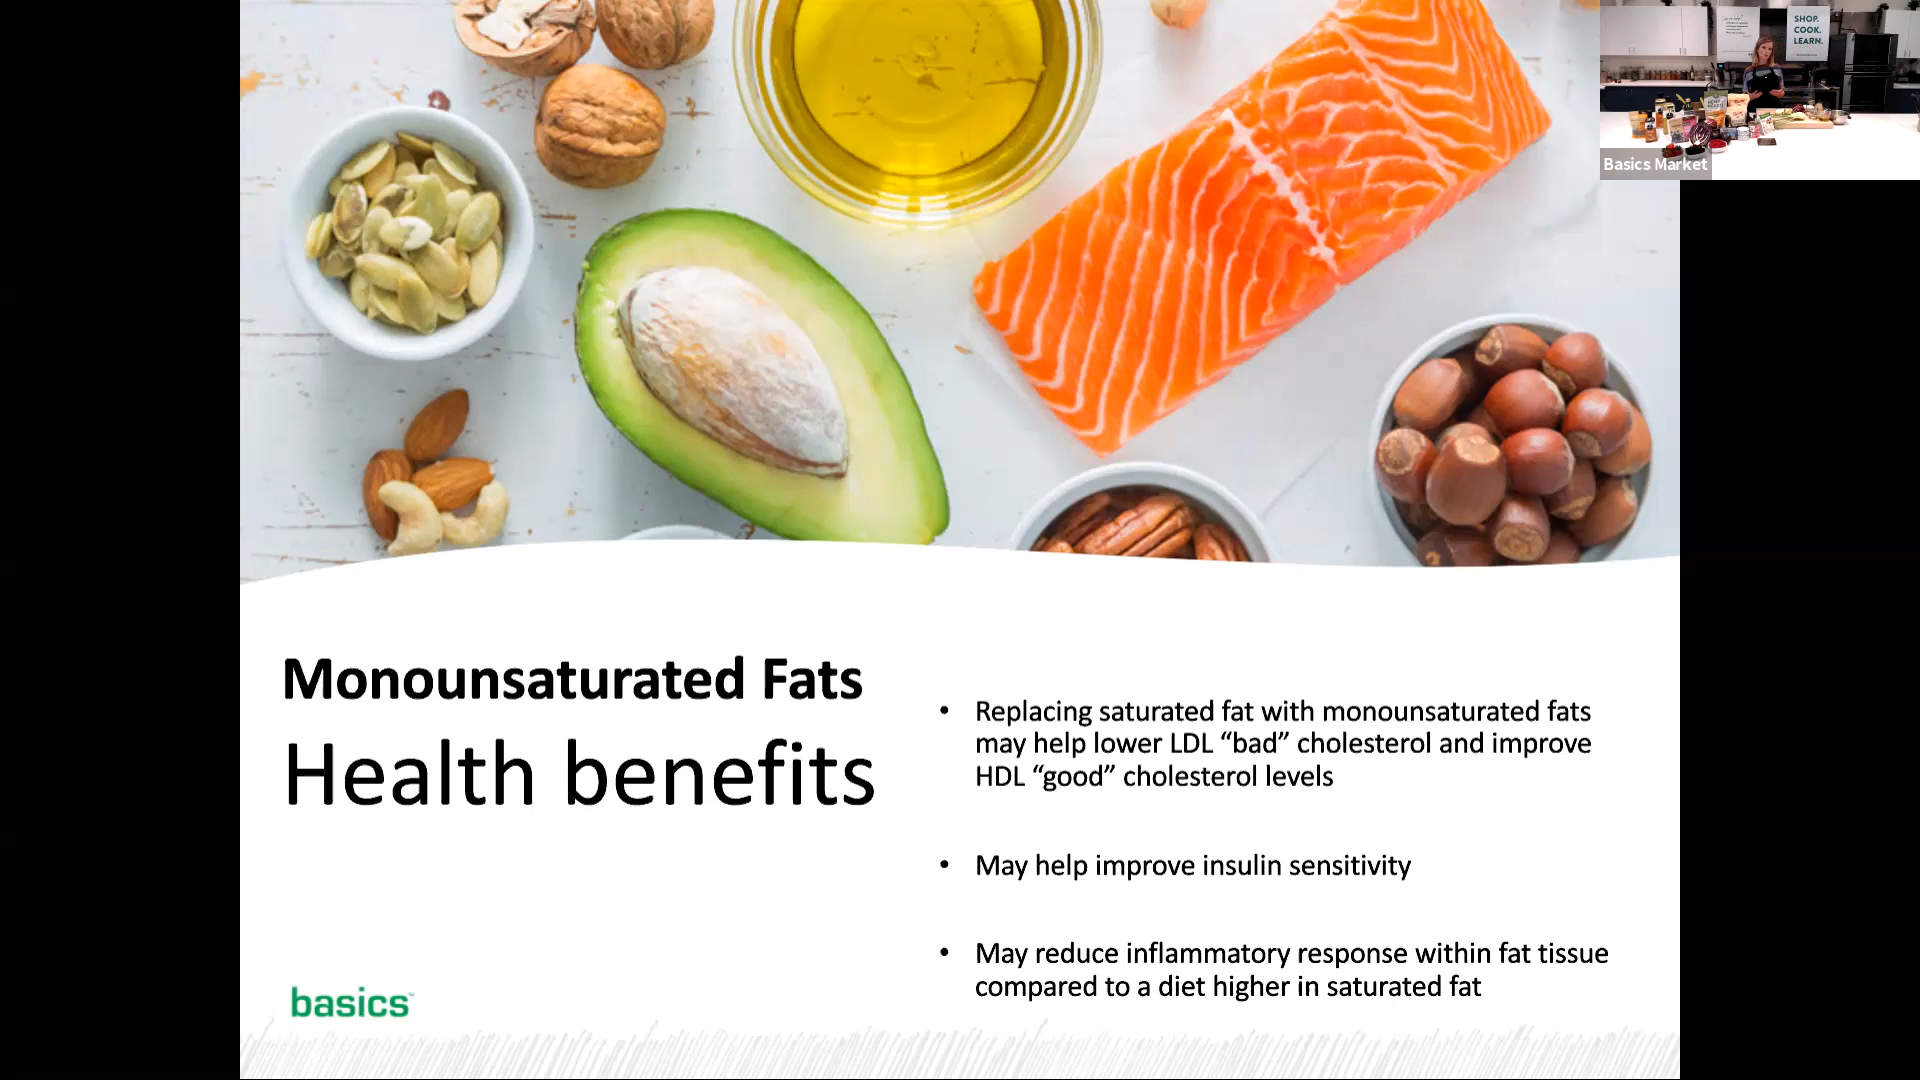 SHOP.
COOK.
LEARN.
Basics Market
Monounsaturated Fats
Health benefits
• Replacing saturated fat with monounsaturated fats
may help lower LDL “bad” cholesterol and improve
HDL “good” cholesterol levels
• May help improve insulin sensitivity
• May reduce inflammatory response within fat tissue
compared to a diet higher in saturated fat
basics™